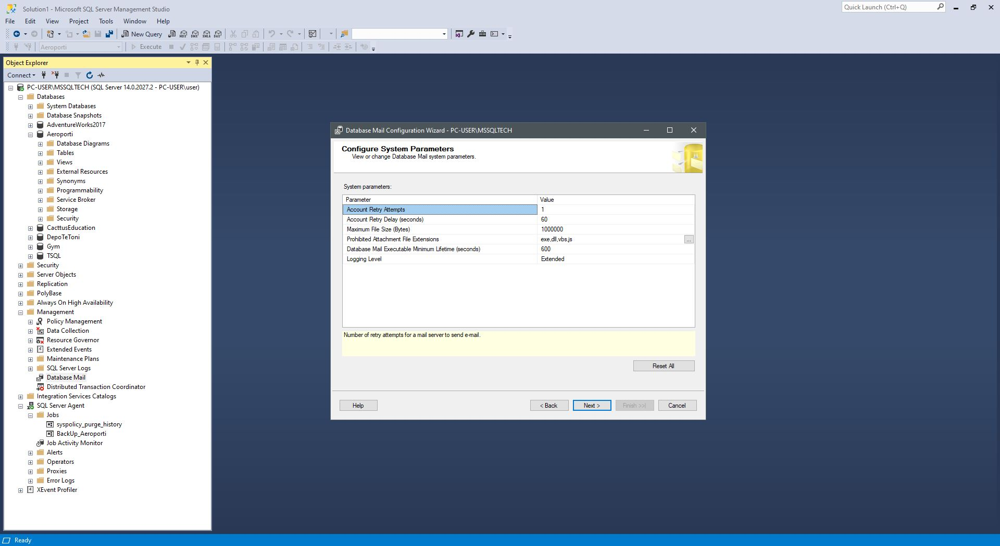 Solution1 - Microsoft SQL Server Management Studio
Quick Launch (Ctrl+Q)
File Edit View Project Tools Window Help
New Query MDX DMX XMLA DAX
Aeroporti Execute
Object Explorer
Connect
PC-USER\MSSQLTECH (SQL Server 14.0.2027.2 - PC-USER\user)
Databases
System Databases
Database Snapshots
AdventureWorks2017
Aeroporti
Database Diagrams
Tables
Views
External Resources
Synonyms
Programmability
Service Broker
Storage
Security
CacttusEducation
DepoTeToni
Gym
TSQL
Security
Server Objects
Replication
PolyBase
Always On High Availability
Management
Policy Management
Data Collection
Resource Governor
Extended Events
Maintenance Plans
SQL Server Logs
Database Mail
Distributed Transaction Coordinator
Integration Services Catalogs
SQL Server Agent
Jobs
syspolicy_purge_history
BackUp_Aeroporti
Job Activity Monitor
Alerts
Operators
Proxies
Error Logs
XEvent Profiler
Database Mail Configuration Wizard - PC-USER\MSSQLTECH
Configure System Parameters
View or change Database Mail system parameters.
System parameters:
Parameter Value
Account Retry Attempts 1
Account Retry Delay (seconds) 60
Maximum File Size (Bytes) 1000000
Prohibited Attachment File Extensions exe,dll,vbs,js ...
Database Mail Executable Minimum Lifetime (seconds) 600
Logging Level Extended
Number of retry attempts for a mail server to send e-mail.
Reset All
Help < Back Next > Finish >>| Cancel
Ready